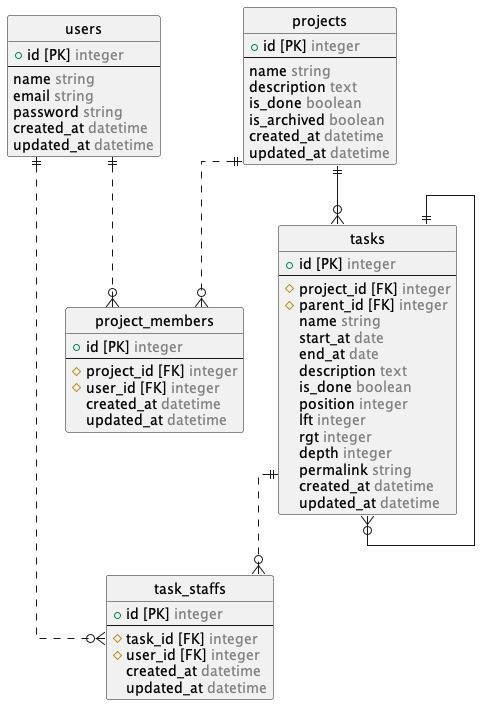 users
id [PK] integer
name string
email string
password string
created_at datetime
updated_at datetime
projects
id [PK] integer
name string
description text
is_done boolean
is_archived boolean
created_at datetime
updated_at datetime
tasks
id [PK] integer
project_id [FK] integer
parent_id [FK] integer
name string
start_at date
end_at date
description text
is_done boolean
position integer
lft integer
rgt integer
depth integer
permalink string
created_at datetime
updated_at datetime
project_members
id [PK] integer
project_id [FK] integer
user_id [FK] integer
created_at datetime
updated_at datetime
task_staffs
id [PK] integer
task_id [FK] integer
user_id [FK] integer
created_at datetime
updated_at datetime